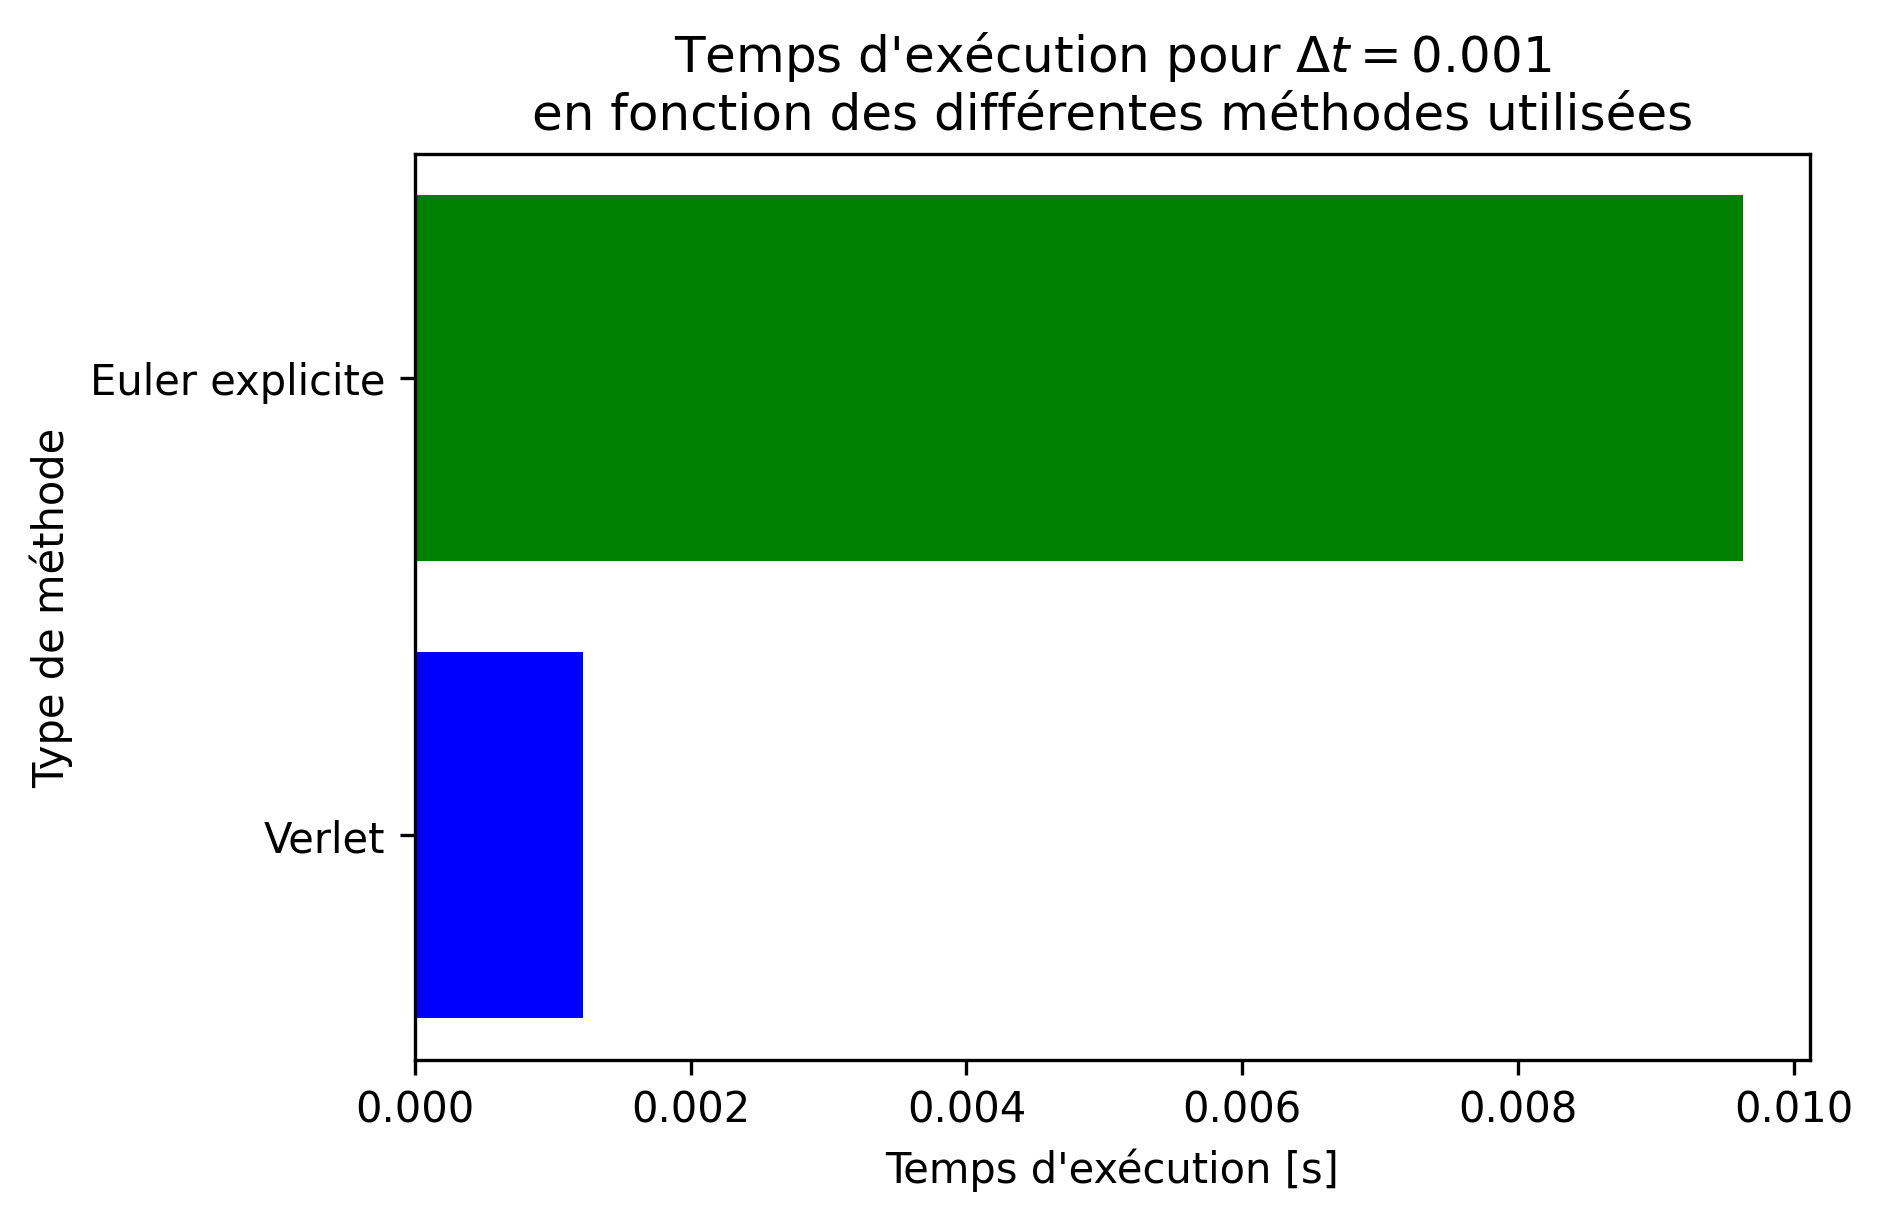 Temps d'exécution pour Δt = 0.001
en fonction des différentes méthodes utilisées
Type de méthode
Euler explicite
Verlet
0.000 0.002 0.004 0.006 0.008 0.010
Temps d'exécution [s]